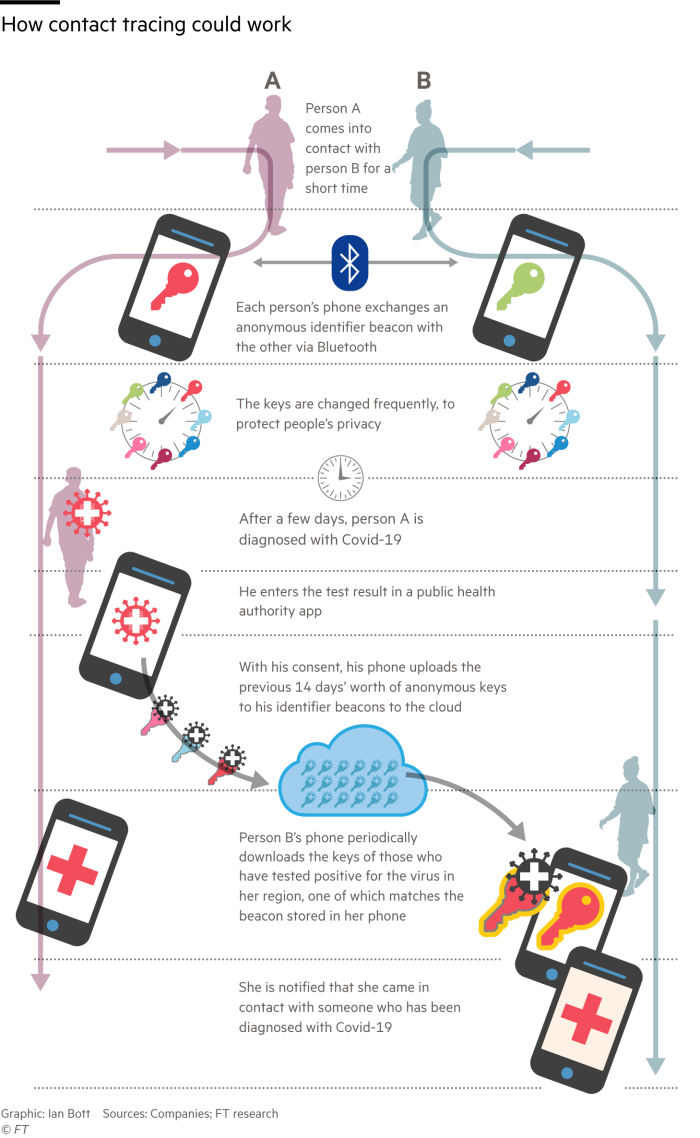 How contact tracing could work
A
B
Person A
comes into
contact with
person B for a
short time
Each person's phone exchanges an
anonymous identifier beacon with
the other via Bluetooth
The keys are changed frequently, to
protect people's privacy
After a few days, person A is
diagnosed with Covid-19
He enters the test result in a public health
authority app
With his consent, his phone uploads the
previous 14 days' worth of anonymous keys
to his identifier beacons to the cloud
Person B's phone periodically
downloads the keys of those who
have tested positive for the virus in
her region, one of which matches the
beacon stored in her phone
She is notified that she came in
contact with someone who has been
diagnosed with Covid-19
Graphic: Ian Bott Sources: Companies; FT research
© FT